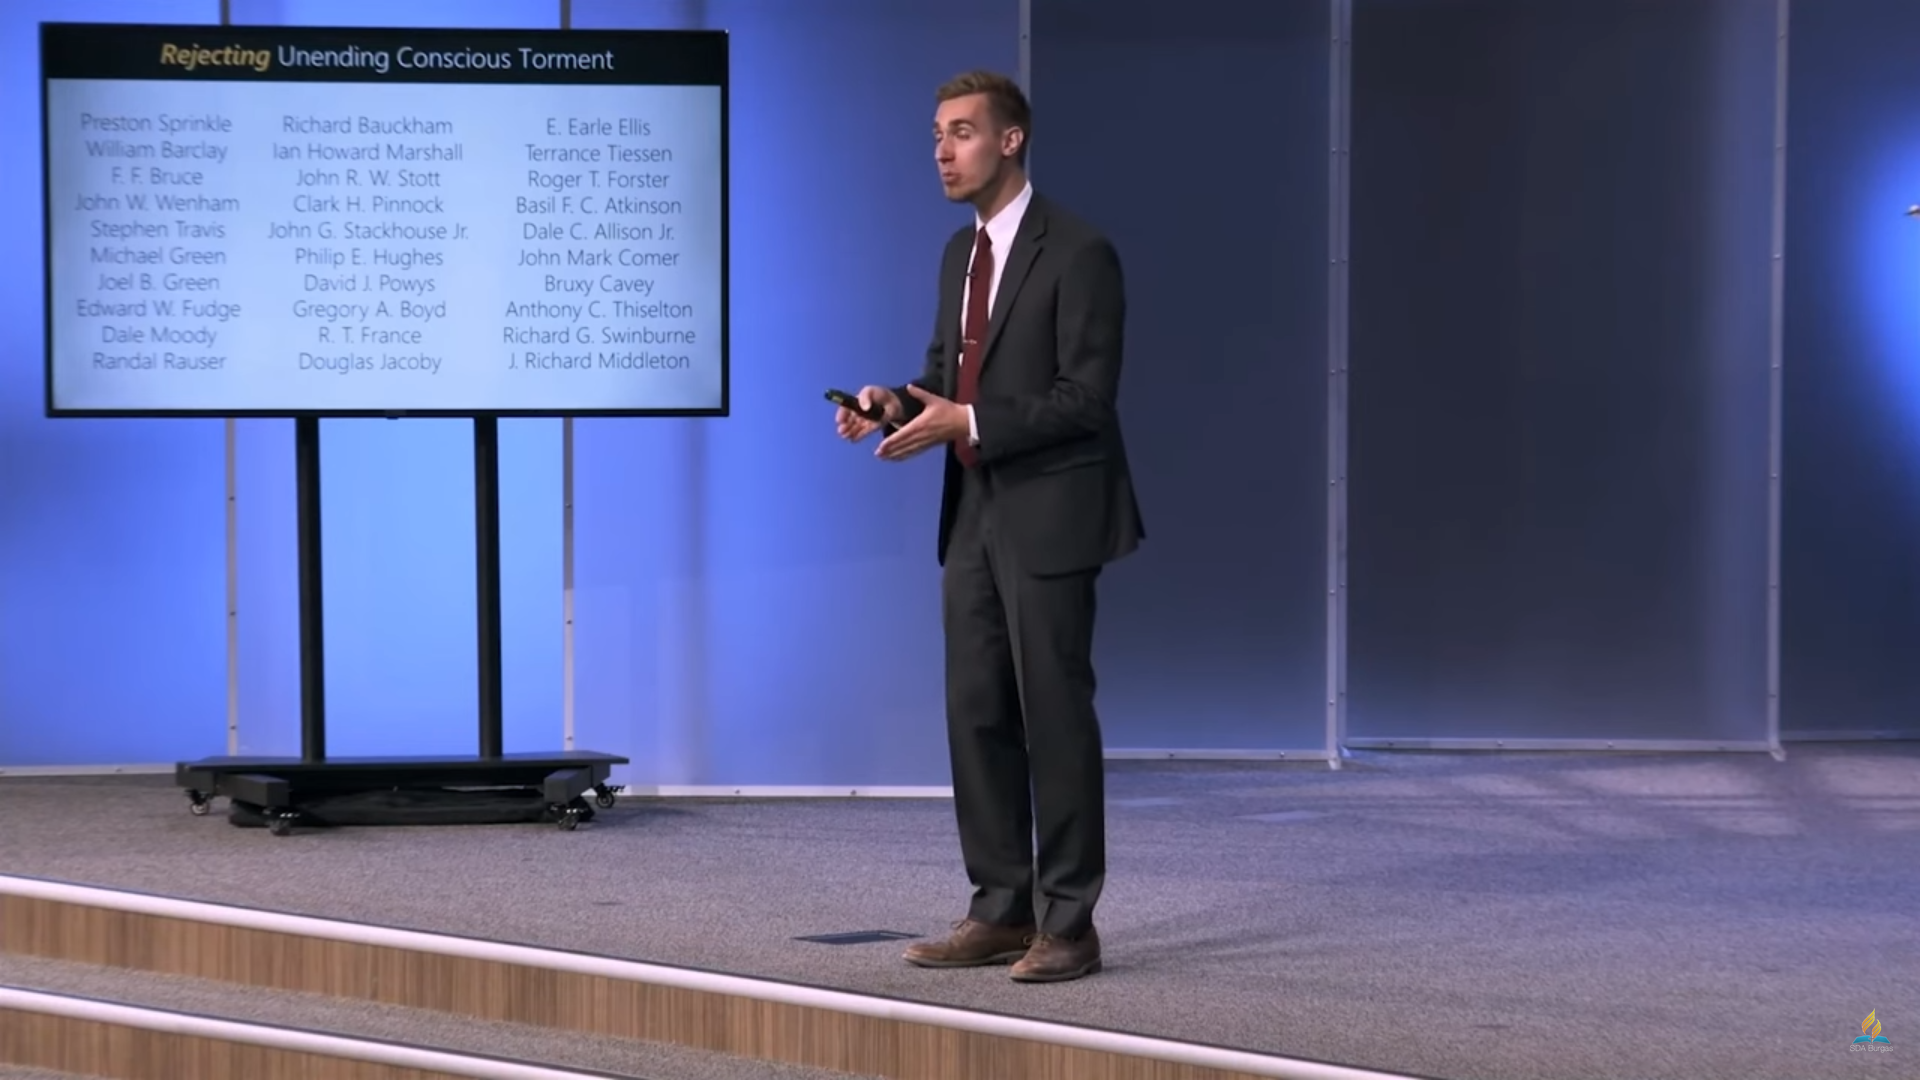 Rejecting Unending Conscious Torment
Preston Sprinkle
William Barclay
F. F. Bruce
John W. Wenham
Stephen Travis
Michael Green
Joel B. Green
Edward W. Fudge
Dale Moody
Randal Rauser
Richard Bauckham
Ian Howard Marshall
John R. W. Stott
Clark H. Pinnock
John G. Stackhouse Jr.
Philip E. Hughes
David J. Powys
Gregory A. Boyd
R. T. France
Douglas Jacoby
E. Earle Ellis
Terrance Tiessen
Roger T. Forster
Basil F. C. Atkinson
Dale C. Allison Jr.
John Mark Comer
Bruxy Cavey
Anthony C. Thiselton
Richard G. Swinburne
J. Richard Middleton
SDA Burgas